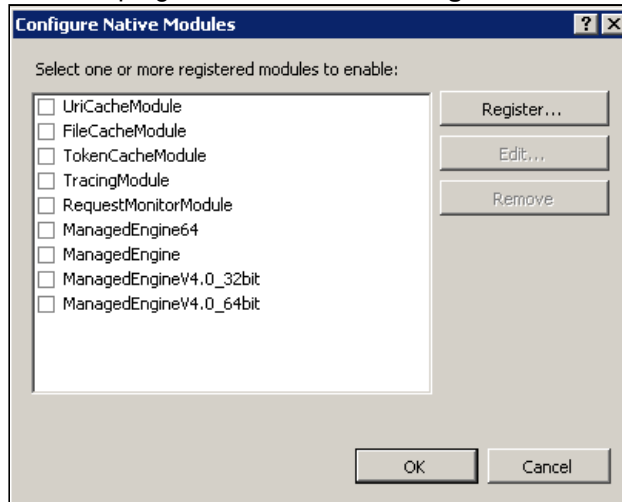 Configure Native Modules
Select one or more registered modules to enable:
UriCacheModule
FileCacheModule
TokenCacheModule
TracingModule
RequestMonitorModule
ManagedEngine64
ManagedEngine
ManagedEngineV4.0_32bit
ManagedEngineV4.0_64bit
Register...
Edit...
Remove
OK
Cancel